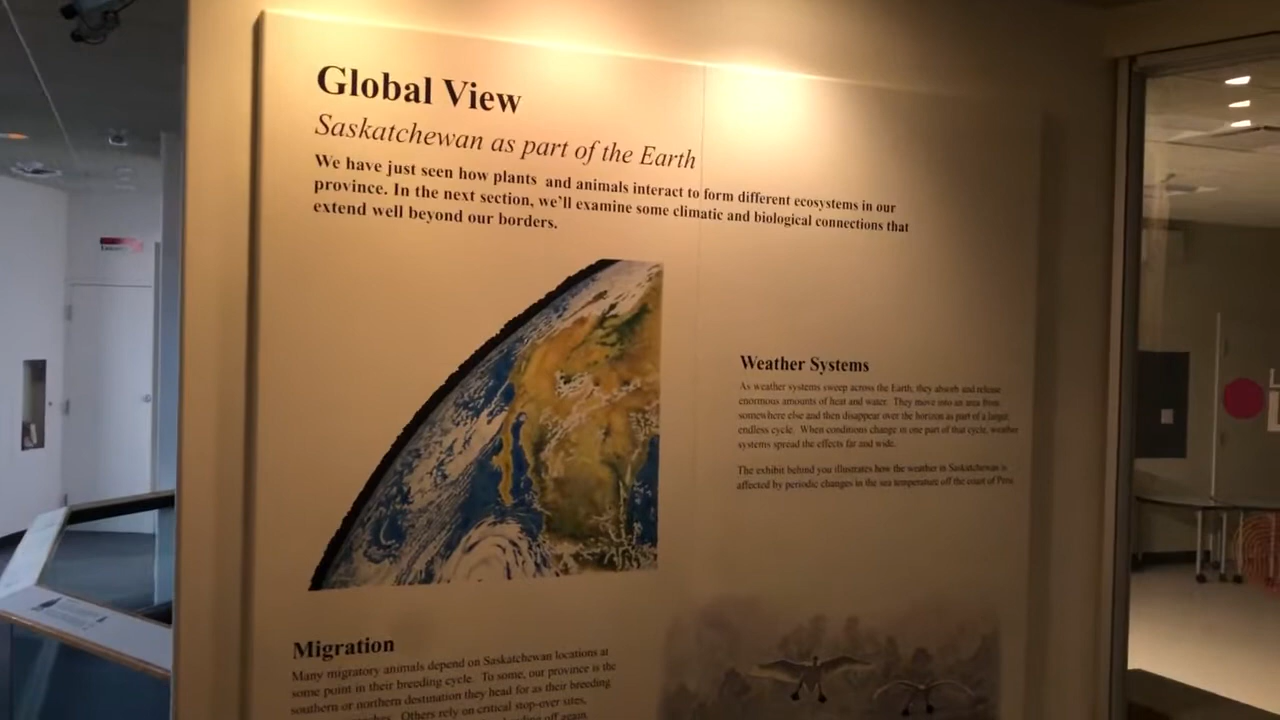 Global View
Saskatchewan as part of the Earth
We have just seen how plants and animals interact to form different ecosystems in our
province. In the next section, we'll examine some climatic and biological connections that
extend well beyond our borders.
Weather Systems
As weather systems sweep across the Earth, they absorb and release
enormous amounts of heat and water. They move into an area from
somewhere else and then disappear over the horizon as part of a larger,
endless cycle. When conditions change in one part of that cycle, weather
systems spread the effects far and wide.
The exhibit behind you illustrates how the weather in Saskatchewan is
affected by periodic changes in the sea temperature off the coast of Peru.
Migration
Many migratory animals depend on Saskatchewan locations at
some point in their breeding cycle. To some, our province is the
southern or northern destination they head for as their breeding
Others rely on critical stop-over sites,
off again.